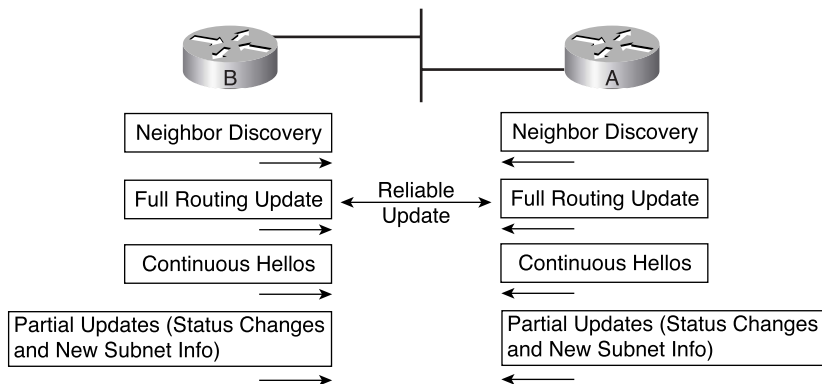 B
A
Neighbor Discovery
Neighbor Discovery
Full Routing Update
Reliable
Update
Full Routing Update
Continuous Hellos
Continuous Hellos
Partial Updates (Status Changes
and New Subnet Info)
Partial Updates (Status Changes
and New Subnet Info)